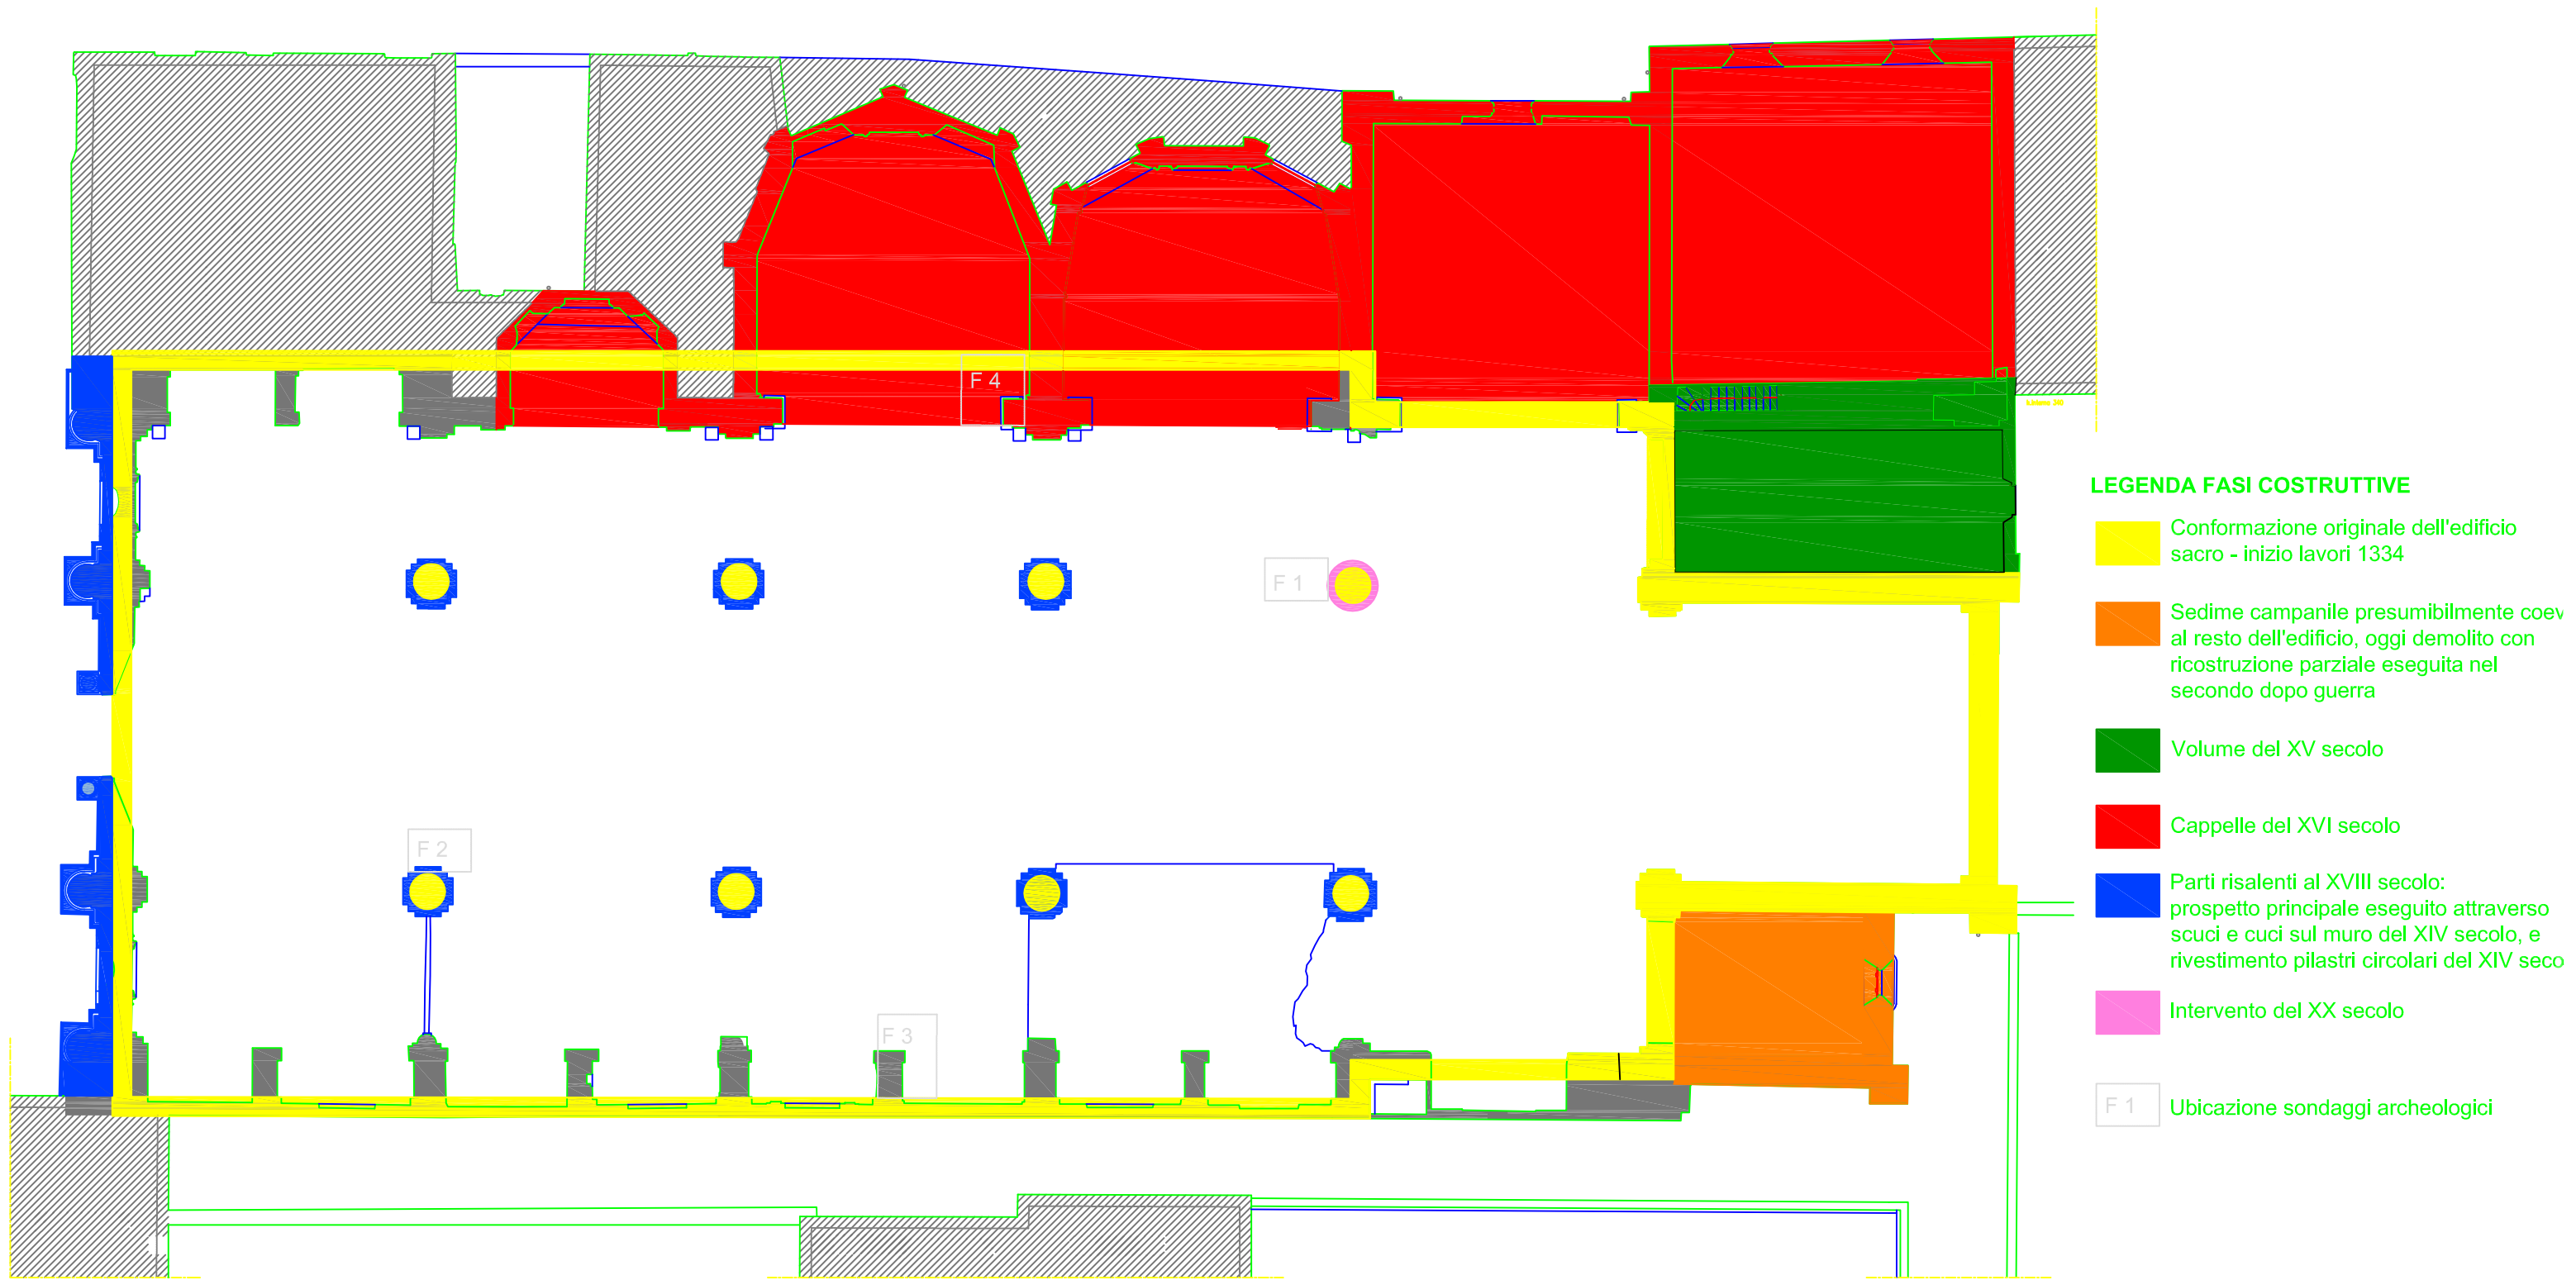 F 4
LEGENDA FASI COSTRUTTIVE
Conformazione originale dell'edificio
sacro - inizio lavori 1334
F 1
Sedime campanile presumibilmente coev
al resto dell'edificio, oggi demolito con
ricostruzione parziale eseguita nel
secondo dopo guerra
Volume del XV secolo
Cappelle del XVI secolo
F 2
Parti risalenti al XVIII secolo:
prospetto principale eseguito attraverso
scuci e cuci sul muro del XIV secolo, e
rivestimento pilastri circolari del XIV seco
Intervento del XX secolo
F 3
F 1
Ubicazione sondaggi archeologici